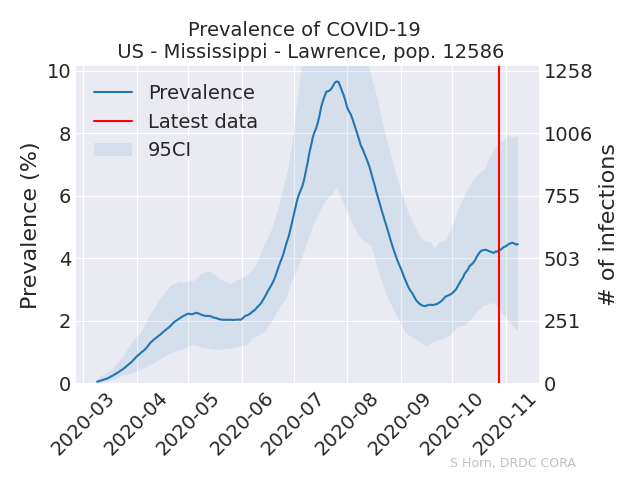 Prevalence of COVID-19
US - Mississippi - Lawrence, pop. 12586
Prevalence
Latest data
95CI
Prevalence (%)
10
8
6
4
2
0
1258
1006
755
503
251
0
# of infections
2020-03
2020-04
2020-05
2020-06
2020-07
2020-08
2020-09
2020-10
2020-11
S Horn, DRDC CORA